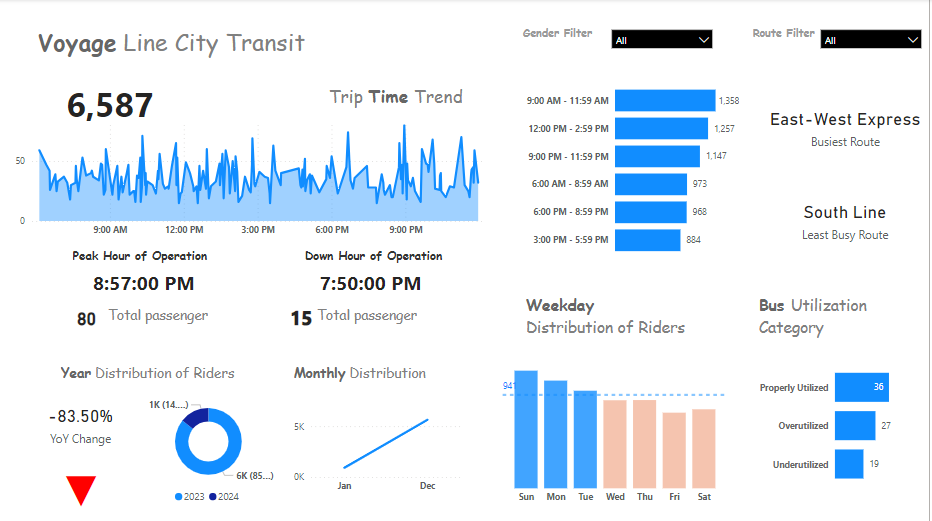 Voyage Line City Transit
Gender Filter
All
Route Filter
All
6,587
Trip Time Trend
50
0
9:00 AM
12:00 PM
3:00 PM
6:00 PM
9:00 PM
Peak Hour of Operation
8:57:00 PM
80 Total passenger
Down Hour of Operation
7:50:00 PM
15 Total passenger
9:00 AM - 11:59 AM 1,358
12:00 PM - 2:59 PM 1,257
9:00 PM - 11:59 PM 1,147
6:00 AM - 8:59 AM 973
6:00 PM - 8:59 PM 968
3:00 PM - 5:59 PM 884
East-West Express
Busiest Route
South Line
Least Busy Route
Year Distribution of Riders
-83.50%
YoY Change
1K (14....)
6K (85...)
2023 2024
Monthly Distribution
5K
0K
Jan
Dec
Weekday
Distribution of Riders
941
Sun
Mon
Tue
Wed
Thu
Fri
Sat
Bus Utilization
Category
Properly Utilized 36
Overutilized 27
Underutilized 19